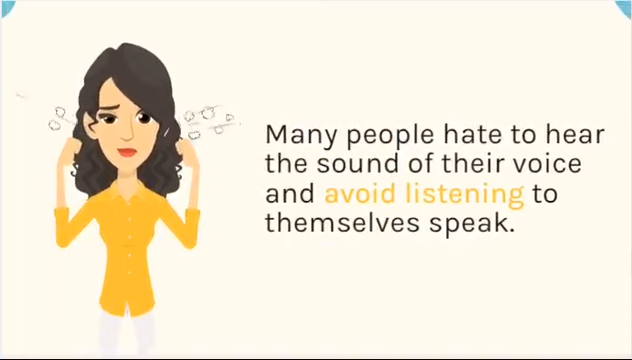 Many people hate to hear
the sound of their voice
and avoid listening to
themselves speak.